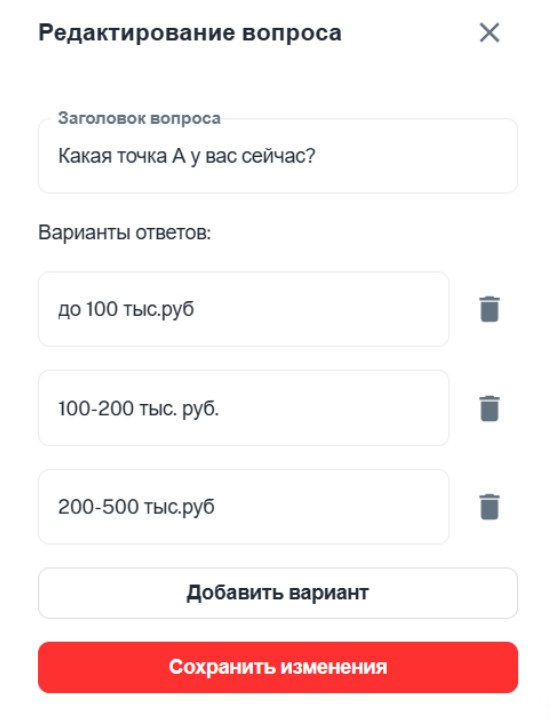 Редактирование вопроса
Заголовок вопроса
Какая точка А у вас сейчас?
Варианты ответов:
до 100 тыс.руб
100-200 тыс. руб.
200-500 тыс.руб
Добавить вариант
Сохранить изменения